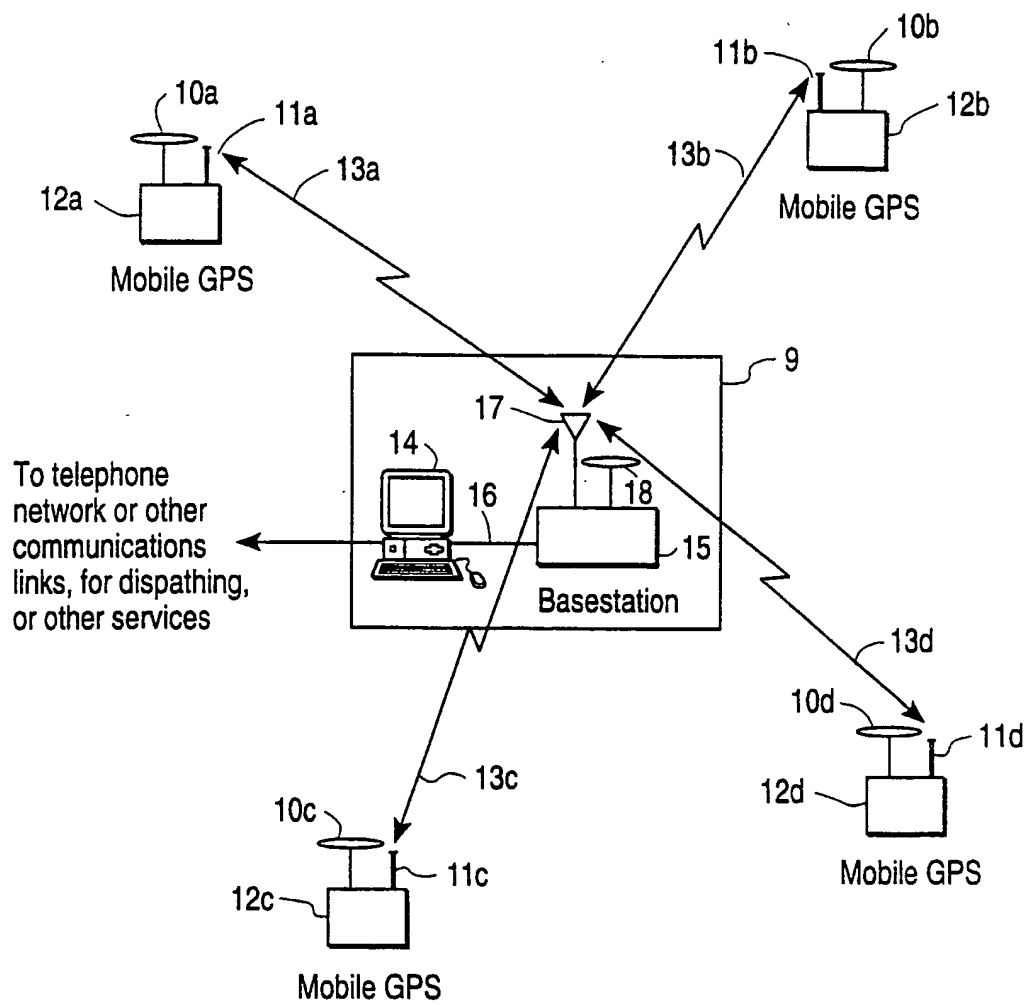 10b
11b
10a
11a
12b
13a
13b
12a
Mobile GPS
Mobile GPS
9
17
14
To telephone
network or other
communications
links, for dispathing,
or other services
16
18
15
Basestation
13d
10d
11d
13c
12d
10c
11c
12c
Mobile GPS
Mobile GPS